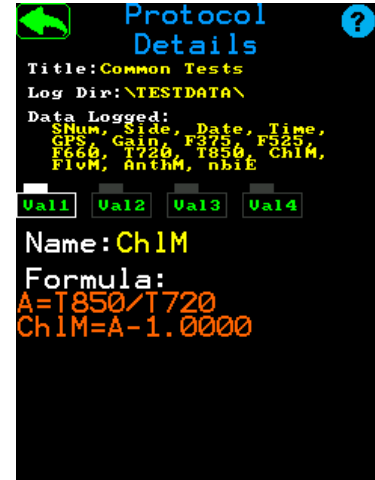 Protocol
Details
?
Title:Common Tests
Log Dir:\TESTDATA\
Data Logged:
SNum, Side, Date, Time,
GPS, Gain, F375, F525,
F660, T720, T850, ChlM,
FlvM, AnthM, nbiE
Val1 Val2 Val3 Val4
Name:ChlM
Formula:
A=T850/T720
ChlM=A-1.0000